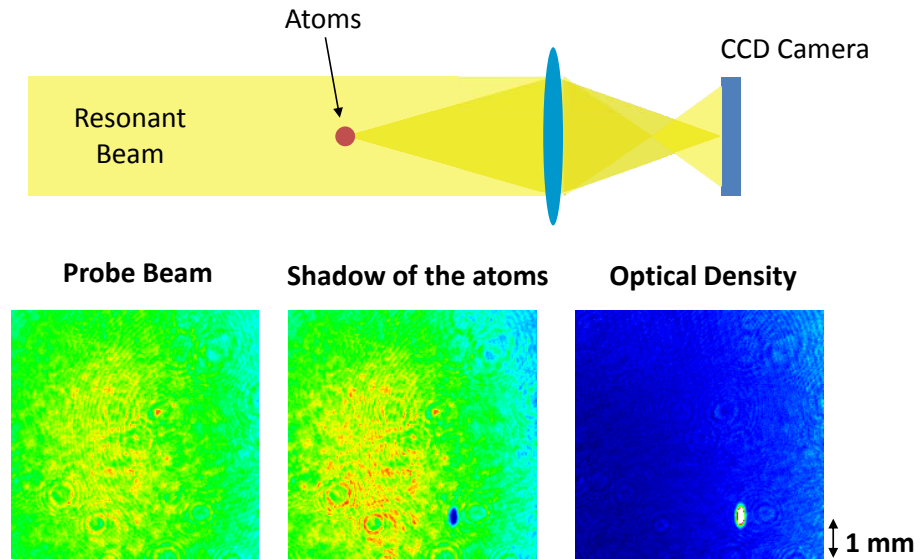 Atoms
CCD Camera
Resonant
Beam
Probe Beam
Shadow of the atoms
Optical Density
1 mm